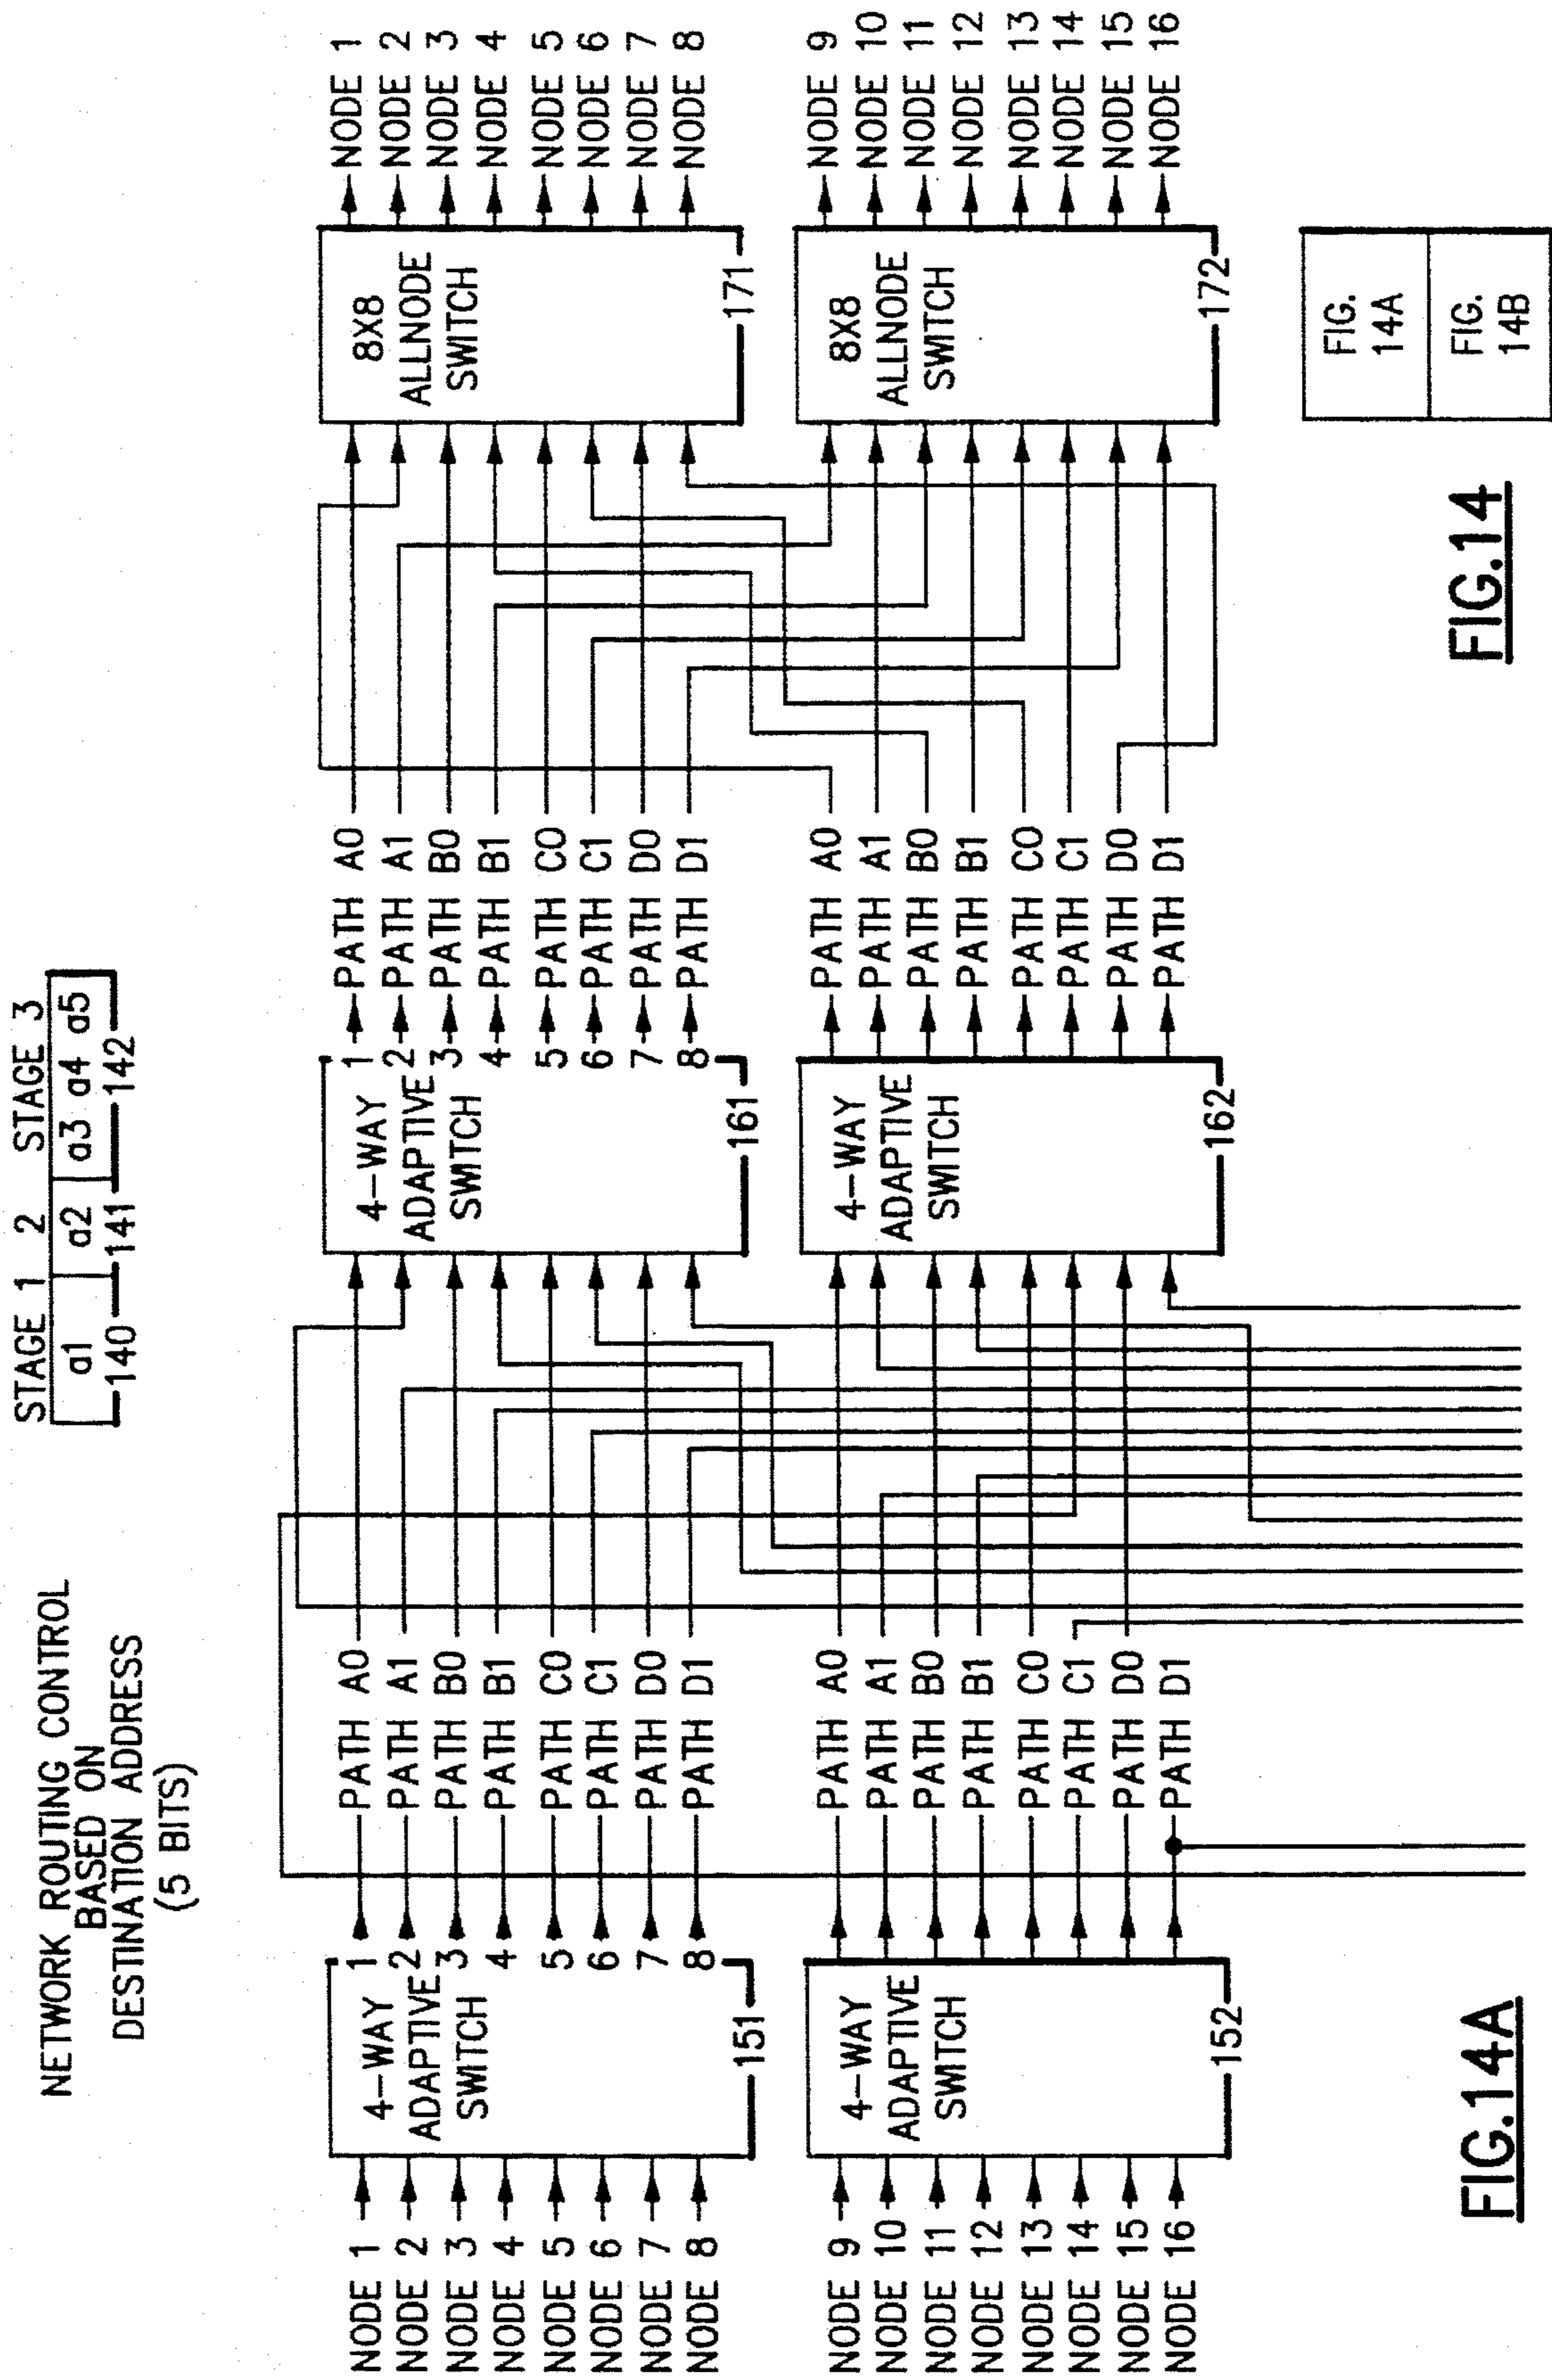 NETWORK ROUTING CONTROL
BASED ON
DESTINATION ADDRESS
(5 BITS)
STAGE 1 2 STAGE 3
a1 a2 a3 a4 a5
140 141 142
NODE 1
NODE 2
NODE 3
NODE 4
NODE 5
NODE 6
NODE 7
NODE 8
4-WAY
ADAPTIVE
SWITCH
151
1
2
3
4
5
6
7
8
PATH A0
PATH A1
PATH B0
PATH B1
PATH C0
PATH C1
PATH D0
PATH D1
4-WAY
ADAPTIVE
SWITCH
161
1
2
3
4
5
6
7
8
PATH A0
PATH A1
PATH B0
PATH B1
PATH C0
PATH C1
PATH D0
PATH D1
8X8
ALLNODE
SWITCH
171
NODE 1
NODE 2
NODE 3
NODE 4
NODE 5
NODE 6
NODE 7
NODE 8
NODE 9
NODE 10
NODE 11
NODE 12
NODE 13
NODE 14
NODE 15
NODE 16
4-WAY
ADAPTIVE
SWITCH
152
PATH A0
PATH A1
PATH B0
PATH B1
PATH C0
PATH C1
PATH D0
PATH D1
4-WAY
ADAPTIVE
SWITCH
162
PATH A0
PATH A1
PATH B0
PATH B1
PATH C0
PATH C1
PATH D0
PATH D1
8X8
ALLNODE
SWITCH
172
NODE 9
NODE 10
NODE 11
NODE 12
NODE 13
NODE 14
NODE 15
NODE 16
FIG.14A
FIG.14
FIG.
14A
FIG.
14B